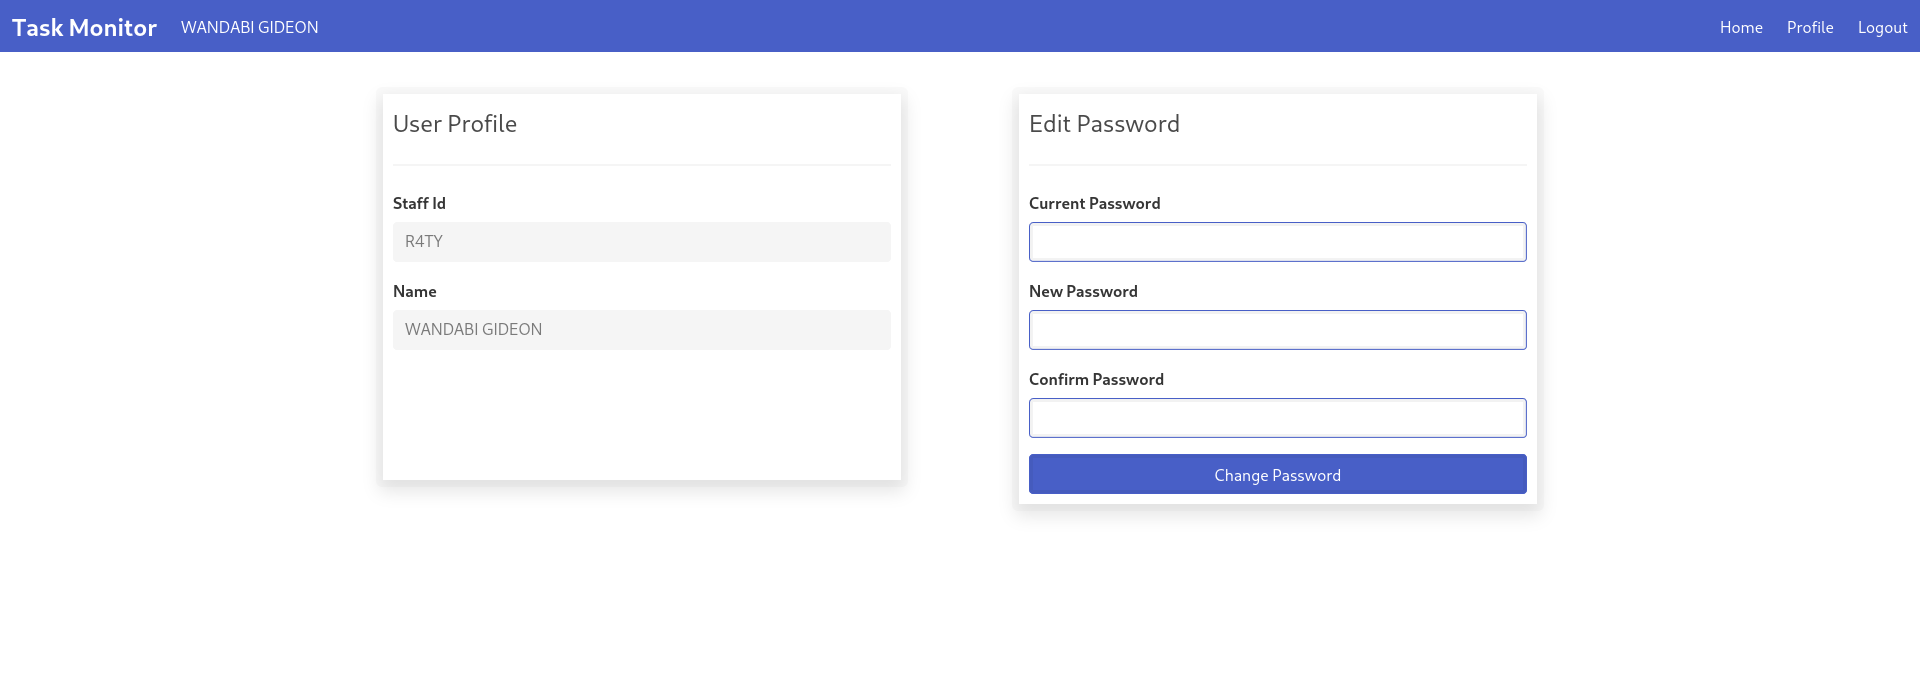 Task Monitor WANDABI GIDEON Home Profile Logout
User Profile
Staff Id
R4TY
Name
WANDABI GIDEON
Edit Password
Current Password
New Password
Confirm Password
Change Password